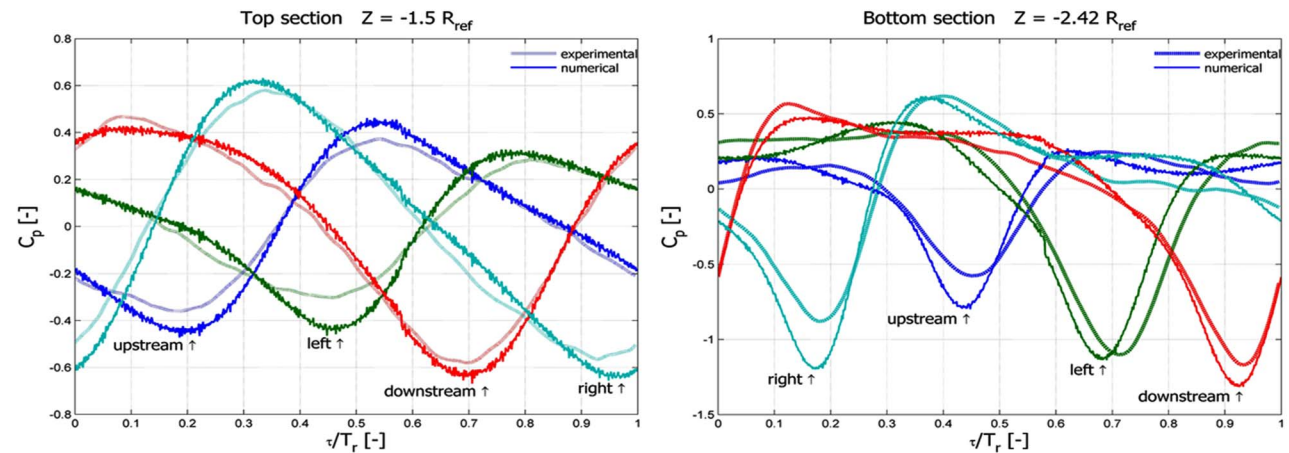 Top section Z = -1.5 R_ref
0.8
0.6
0.4
0.2
0
-0.2
-0.4
-0.6
-0.8
C_p [-]
experimental
numerical
upstream ↑
left ↑
downstream ↑
right ↑
0 0.1 0.2 0.3 0.4 0.5 0.6 0.7 0.8 0.9 1
τ/T_r [-]
Bottom section Z = -2.42 R_ref
1
0.5
0
-0.5
-1
-1.5
C_p [-]
experimental
numerical
upstream ↑
right ↑
left ↑
downstream ↑
0 0.1 0.2 0.3 0.4 0.5 0.6 0.7 0.8 0.9 1
τ/T_r [-]